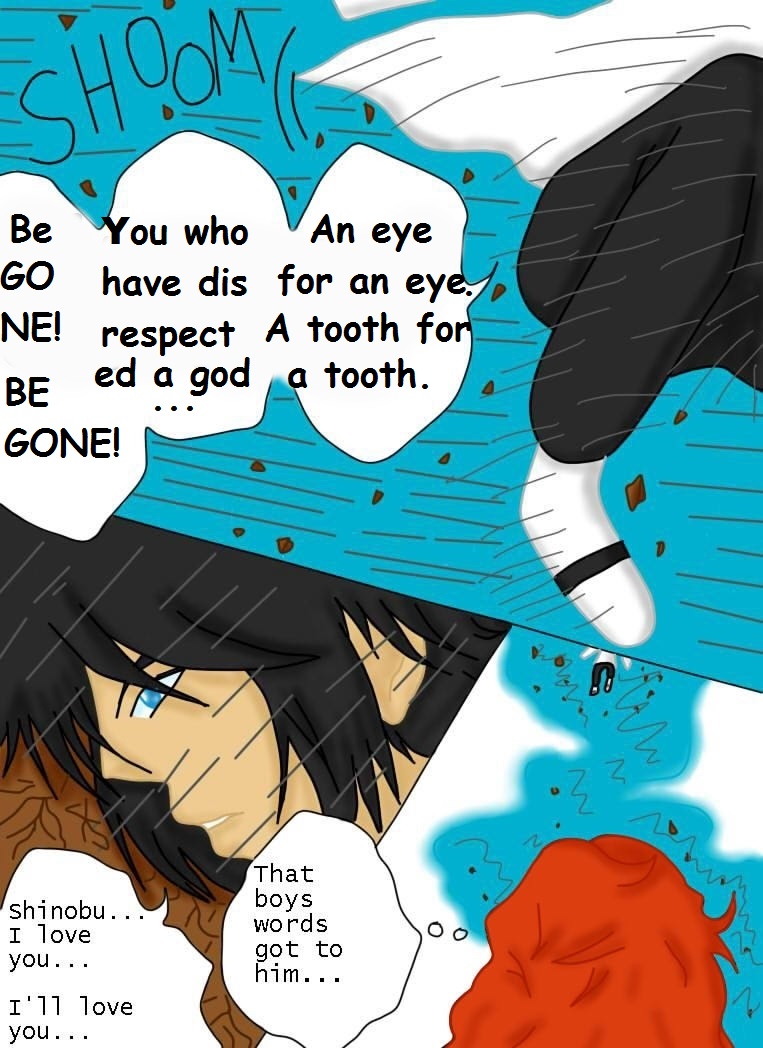 SHOOM
An eye
for an eye.
A tooth for
a tooth.
You who
have dis
respect
ed a god
...
Be
GO
NE!
BE
GONE!
That
boys
words
got to
him...
Shinobu...
I love
you...
I'll love
you...